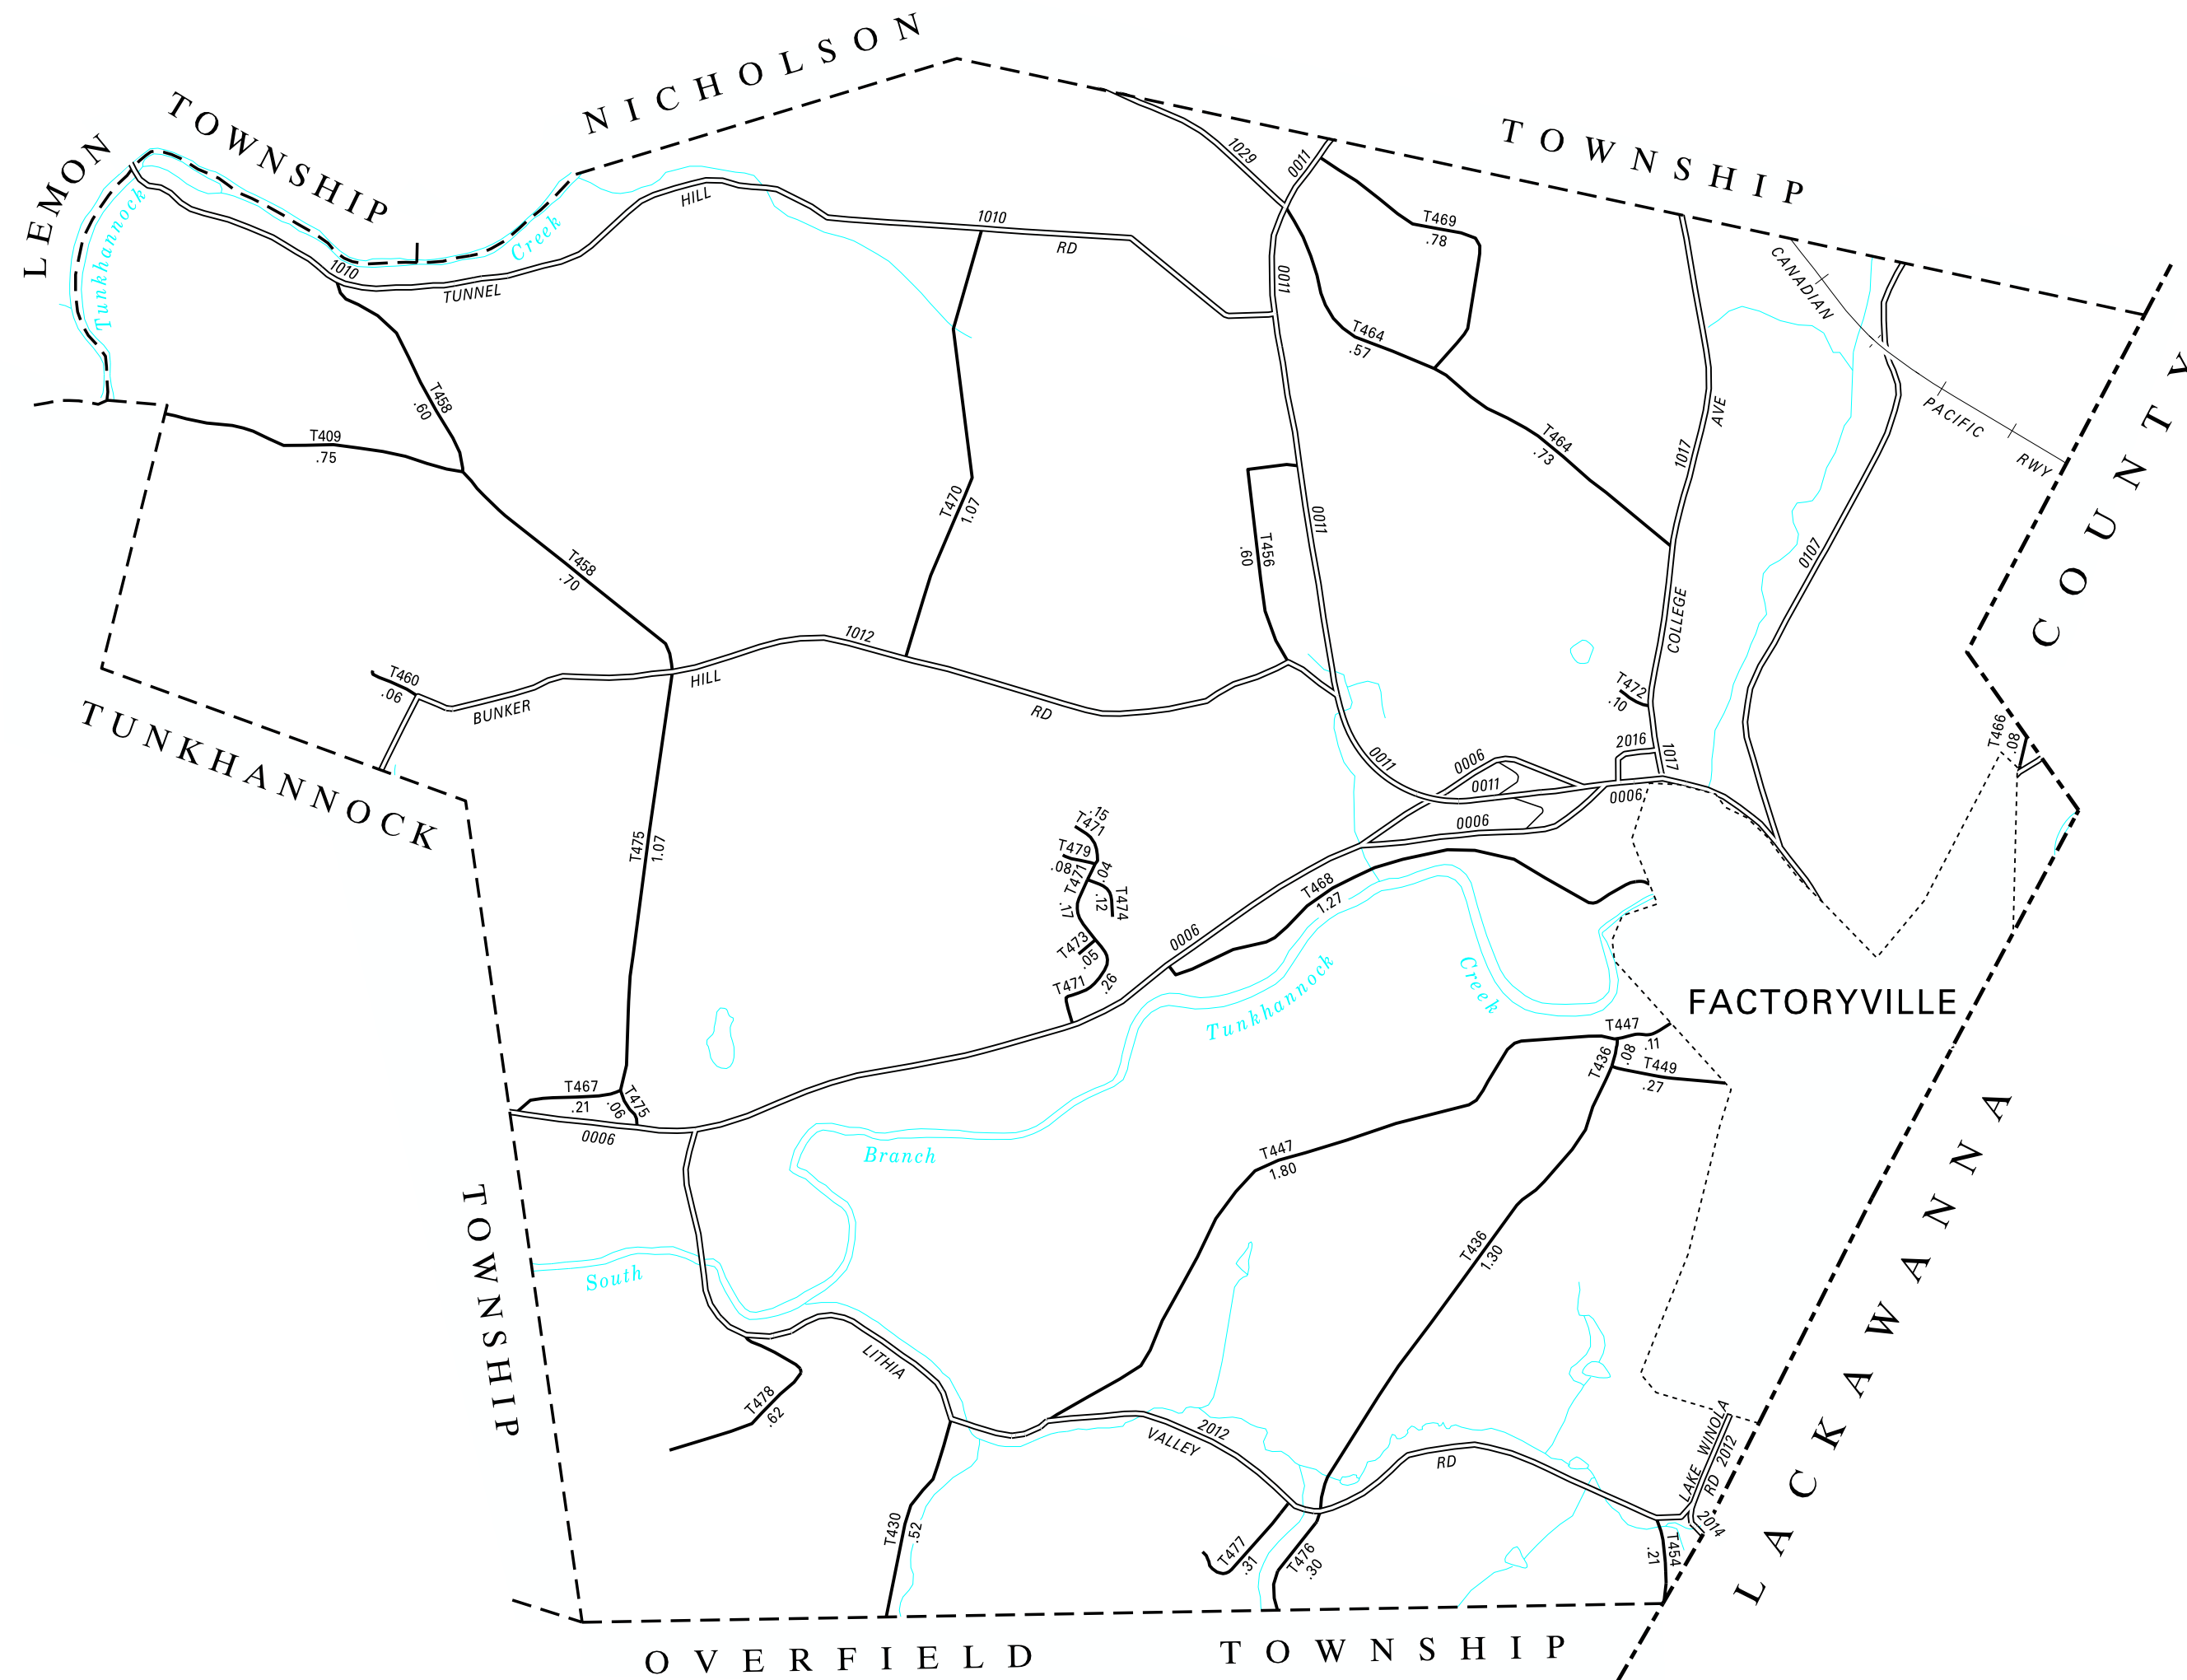 NICHOLSON
TOWNSHIP
LEMON
TOWNSHIP
Tunkhannock
Creek
1010
TUNNEL
HILL
1010
RD
1029
0011
T469
.78
0011
T464
.57
T464
.73
CANADIAN
PACIFIC
RWY
COUNTY
T458
.60
T409
.75
AVE
1017
T470
1.07
T456
.60
0011
0107
T458
.70
COLLEGE
1012
T460
.06
BUNKER
HILL
RD
T472
.10
TUNKHANNOCK
0011
0006
0011
0006
2016
1017
0006
T466
.08
T475
1.07
.15
T471
T479
.08
T471
.04
.17
.12
T474
T473
.05
T471
.26
T468
1.27
0006
Tunkhannock
Creek
FACTORYVILLE
T467
.21
.06
T475
0006
T447
.11
T436
.08
T449
.27
Branch
T447
1.80
TOWNSHIP
South
T436
1.30
LACKAWANNA
LITHIA
T478
.62
2012
VALLEY
RD
LAKE WINOLA
RD 2012
2014
T430
.52
T477
.31
T476
.30
.21
T454
OVERFIELD
TOWNSHIP